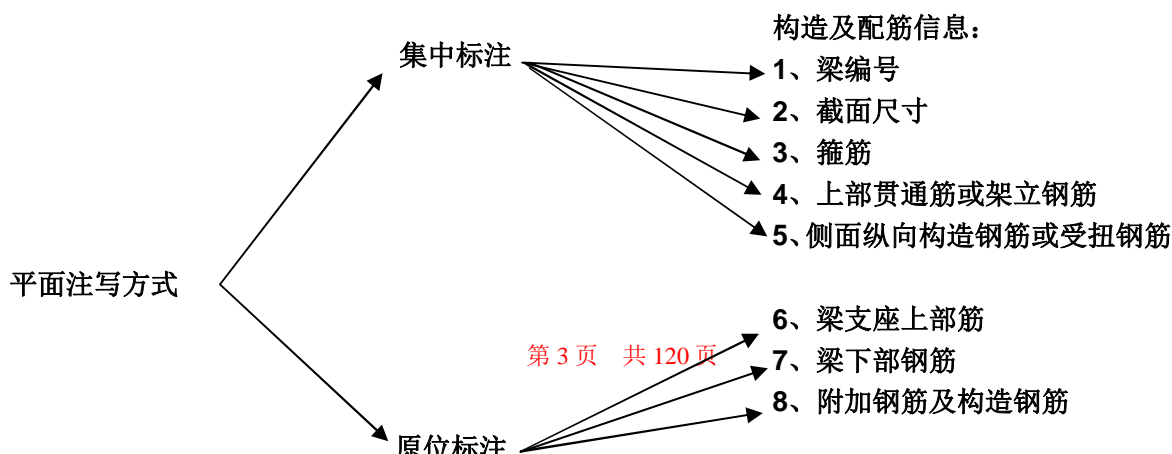 构造及配筋信息：
集中标注
1、梁编号
2、截面尺寸
3、箍筋
4、上部贯通筋或架立钢筋
5、侧面纵向构造钢筋或受扭钢筋
平面注写方式
6、梁支座上部筋
第 3 页 共 120 页
7、梁下部钢筋
8、附加钢筋及构造钢筋
原位标注